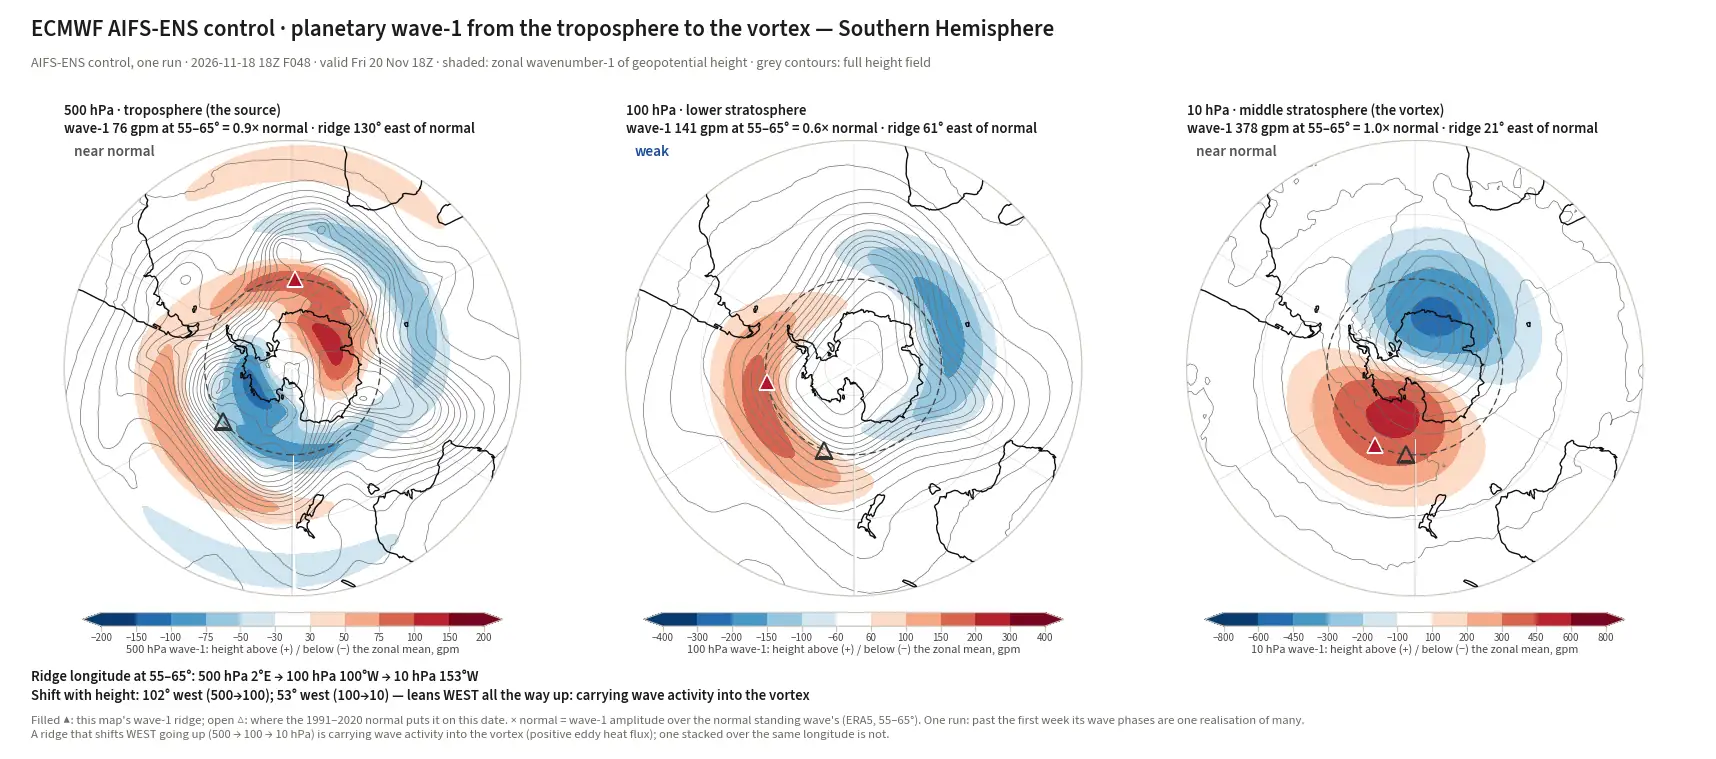 ECMWF AIFS-ENS control · planetary wave-1 from the troposphere to the vortex — Southern Hemisphere
AIFS-ENS control, one run · 2026-11-18 18Z F048 · valid Fri 20 Nov 18Z · shaded: zonal wavenumber-1 of geopotential height · grey contours: full height field
500 hPa · troposphere (the source)
wave-1 76 gpm at 55–65° = 0.9× normal · ridge 130° east of normal
near normal
100 hPa · lower stratosphere
wave-1 141 gpm at 55–65° = 0.6× normal · ridge 61° east of normal
weak
10 hPa · middle stratosphere (the vortex)
wave-1 378 gpm at 55–65° = 1.0× normal · ridge 21° east of normal
near normal
−200 −150 −100 −75 −50 −30 30 50 75 100 150 200
500 hPa wave-1: height above (+) / below (−) the zonal mean, gpm
−400 −300 −200 −150 −100 −60 60 100 150 200 300 400
100 hPa wave-1: height above (+) / below (−) the zonal mean, gpm
−800 −600 −450 −300 −200 −100 100 200 300 450 600 800
10 hPa wave-1: height above (+) / below (−) the zonal mean, gpm
Ridge longitude at 55–65°: 500 hPa 2°E → 100 hPa 100°W → 10 hPa 153°W
Shift with height: 102° west (500→100); 53° west (100→10) — leans WEST all the way up: carrying wave activity into the vortex
Filled ▲: this map's wave-1 ridge; open △: where the 1991–2020 normal puts it on this date. × normal = wave-1 amplitude over the normal standing wave's (ERA5, 55–65°). One run: past the first week its wave phases are one realisation of many.
A ridge that shifts WEST going up (500 → 100 → 10 hPa) is carrying wave activity into the vortex (positive eddy heat flux); one stacked over the same longitude is not.